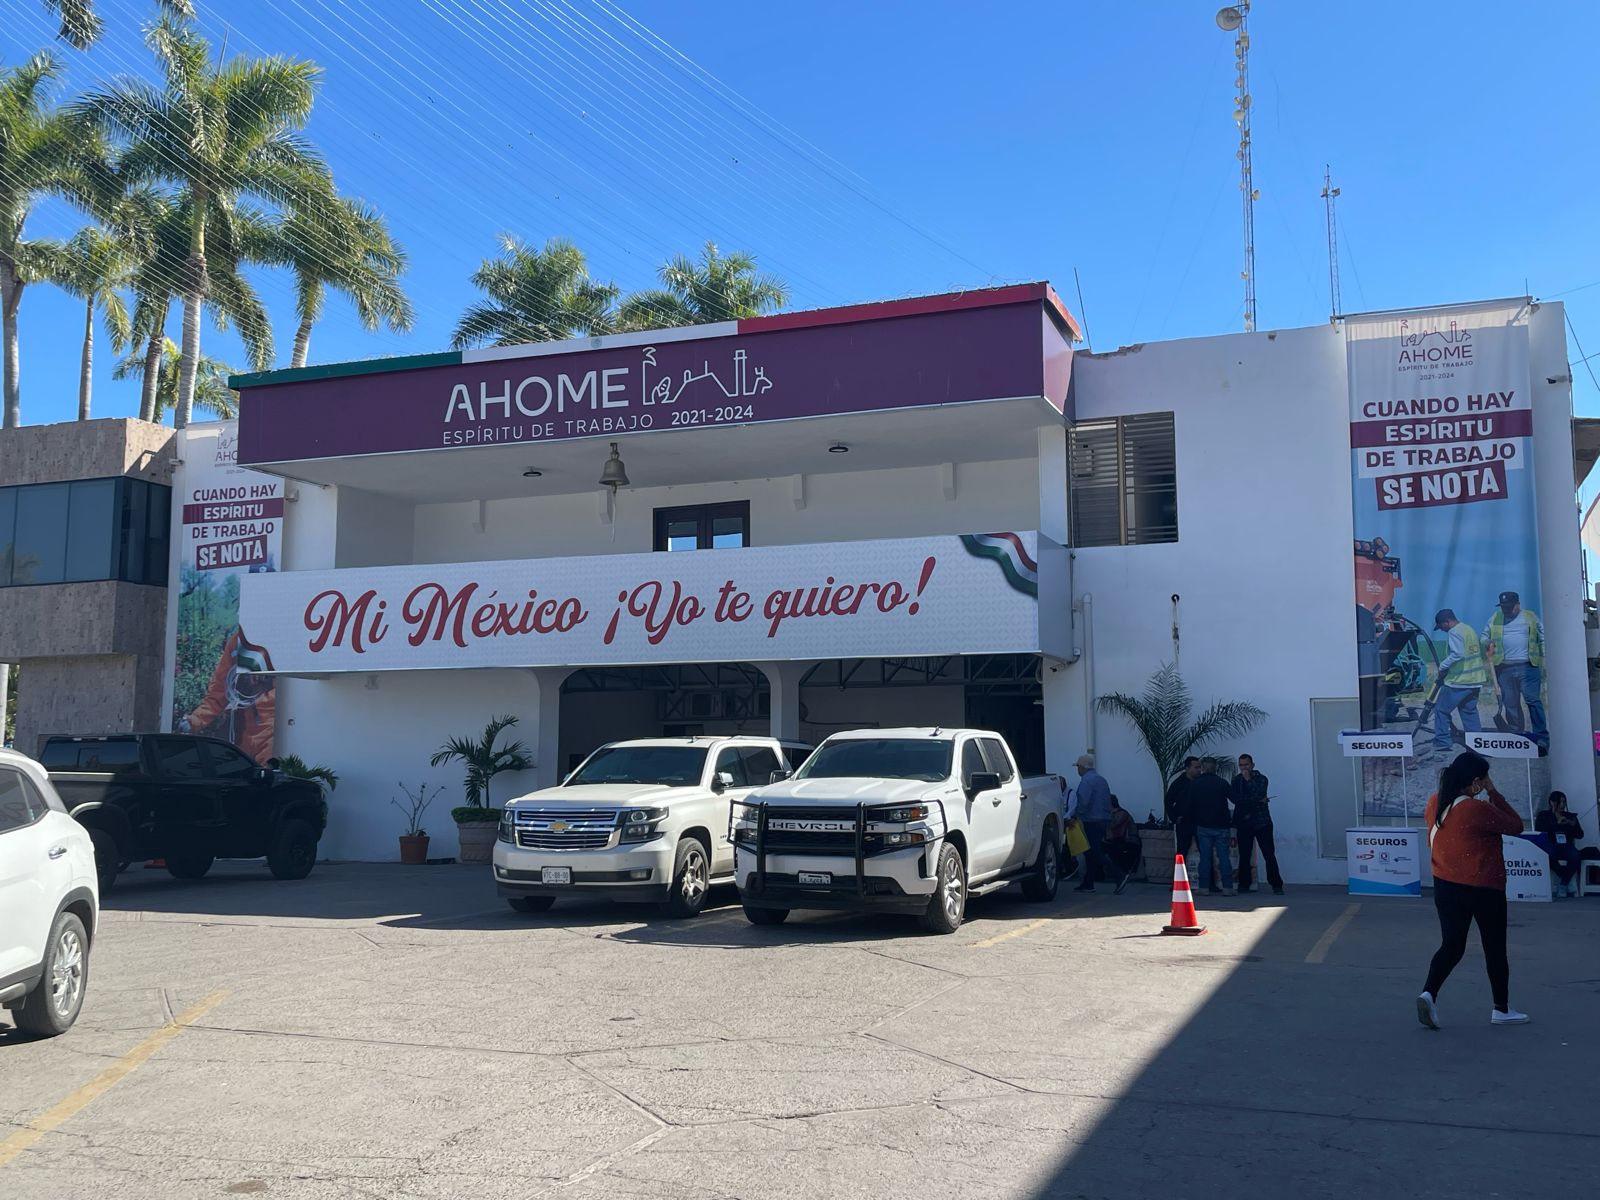 AHOME
ESPÍRITU DE TRABAJO 2021-2024
Mi México ¡Yo te quiero!
CUANDO HAY
ESPÍRITU
DE TRABAJO
SE NOTA
AHOME
ESPÍRITU DE TRABAJO
2021-2024
CUANDO HAY
ESPÍRITU
DE TRABAJO
SE NOTA
SEGUROS
SEGUROS
SEGUROS
CHEVROLET